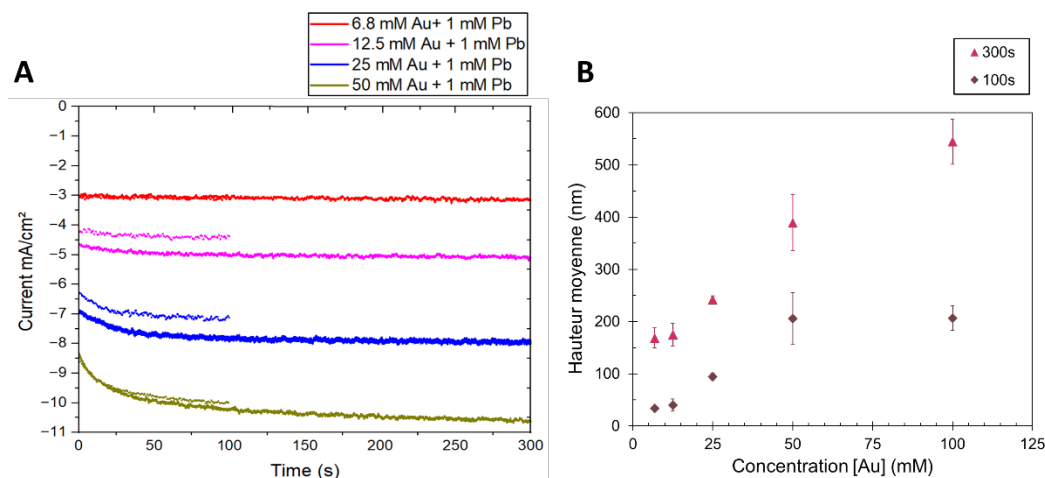 6.8 mM Au+ 1 mM Pb
12.5 mM Au + 1 mM Pb
25 mM Au + 1 mM Pb
50 mM Au + 1 mM Pb
A
0
−1
−2
−3
−4
−5
−6
−7
−8
−9
−10
−11
Current mA/cm²
0
50
100
150
200
250
300
Time (s)
B
300s
100s
600
500
400
300
200
100
0
Hauteur moyenne (nm)
0
25
50
75
100
125
Concentration [Au] (mM)